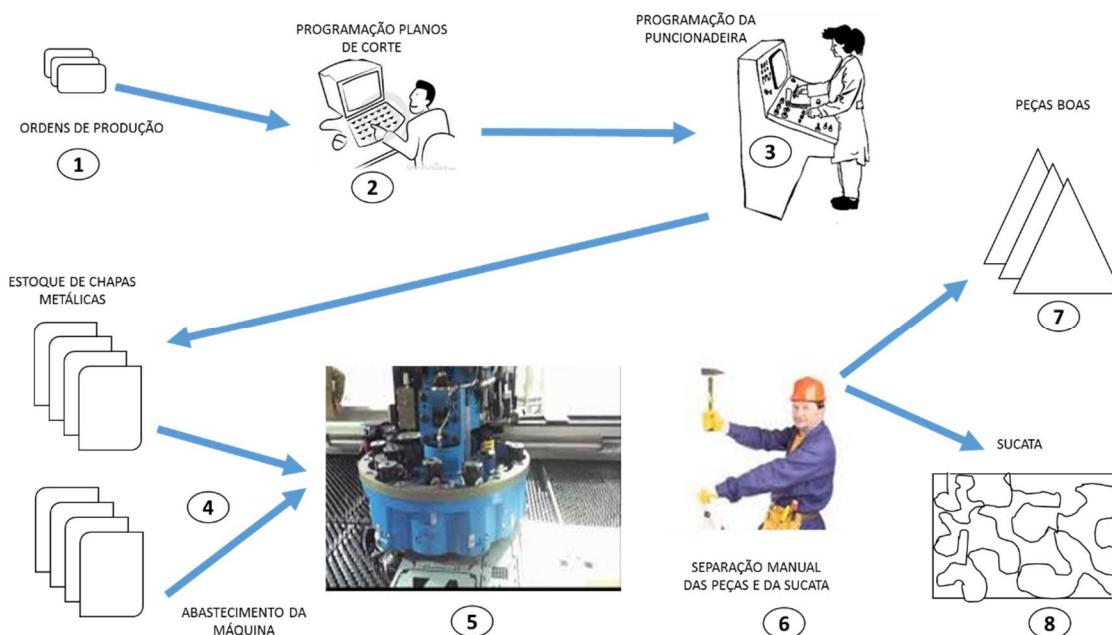 ORDENS DE PRODUÇÃO
1
PROGRAMAÇÃO PLANOS
DE CORTE
2
PROGRAMAÇÃO DA
PUNCIONADEIRA
3
ESTOQUE DE CHAPAS
METÁLICAS
4
ABASTECIMENTO DA
MÁQUINA
5
SEPARAÇÃO MANUAL
DAS PEÇAS E DA SUCATA
6
PEÇAS BOAS
7
SUCATA
8